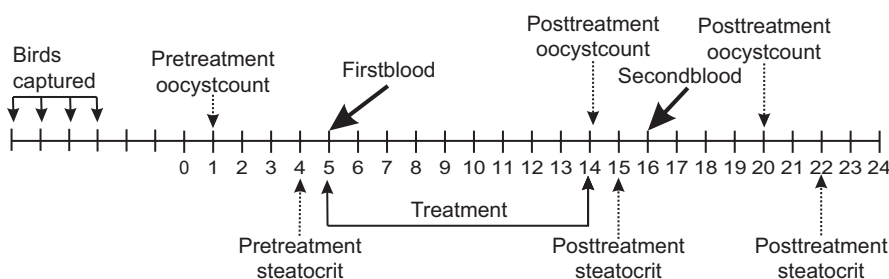 Birds
captured
Pretreatment
oocystcount
Firstblood
Posttreatment
oocystcount
Secondblood
Posttreatment
oocystcount
0 1 2 3 4 5 6 7 8 9 10 11 12 13 14 15 16 17 18 19 20 21 22 23 24
Treatment
Pretreatment
steatocrit
Posttreatment
steatocrit
Posttreatment
steatocrit